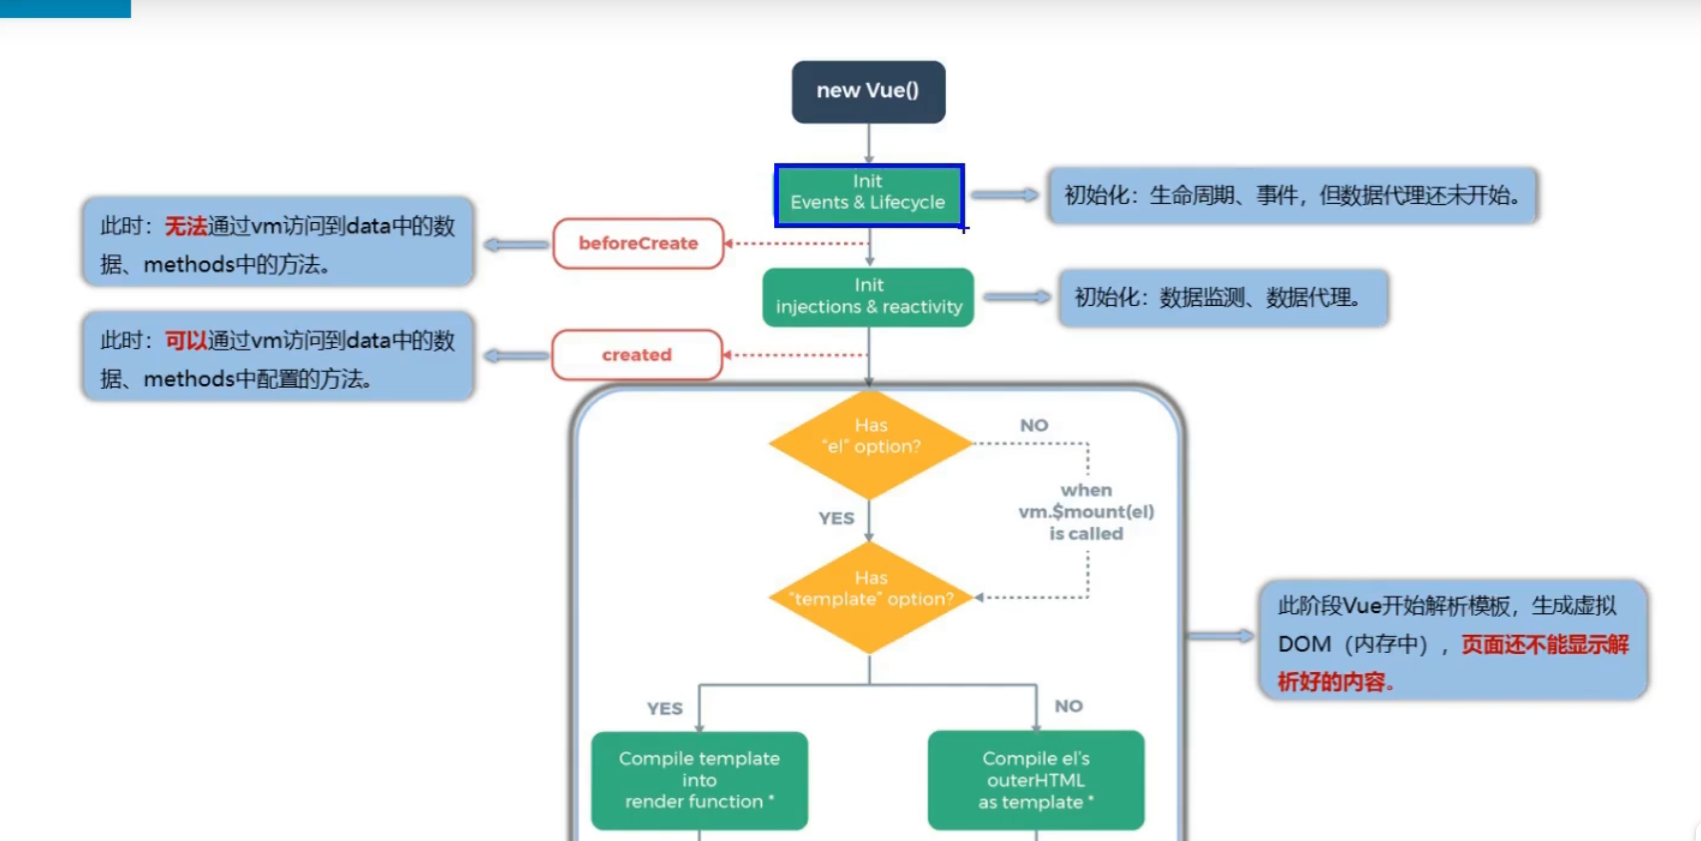 new Vue()
Init
Events & Lifecycle
初始化：生命周期、事件，但数据代理还未开始。
此时：无法通过vm访问到data中的数
据、methods中的方法。
beforeCreate
Init
injections & reactivity
初始化：数据监测、数据代理。
此时：可以通过vm访问到data中的数
据、methods中配置的方法。
created
Has
“el” option?
NO
when
vm.$mount(el)
is called
YES
Has
“template” option?
此阶段Vue开始解析模板，生成虚拟
DOM（内存中），页面还不能显示解
析好的内容。
YES
NO
Compile template
into
render function *
Compile el's
outerHTML
as template *